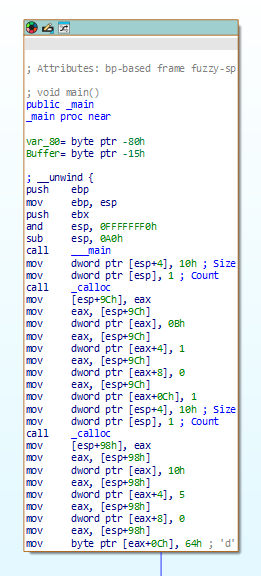 ; Attributes: bp-based frame fuzzy-sp
; void main()
public _main
_main proc near
var_80= byte ptr -80h
Buffer= byte ptr -15h
; __unwind {
push ebp
mov ebp, esp
push ebx
and esp, 0FFFFFFF0h
sub esp, 0A0h
call ___main
mov dword ptr [esp+4], 10h ; Size
mov dword ptr [esp], 1 ; Count
call _calloc
mov [esp+9Ch], eax
mov eax, [esp+9Ch]
mov dword ptr [eax], 0Bh
mov eax, [esp+9Ch]
mov dword ptr [eax+4], 1
mov eax, [esp+9Ch]
mov dword ptr [eax+8], 0
mov eax, [esp+9Ch]
mov dword ptr [eax+0Ch], 1
mov dword ptr [esp+4], 10h ; Size
mov dword ptr [esp], 1 ; Count
call _calloc
mov [esp+98h], eax
mov eax, [esp+98h]
mov dword ptr [eax], 10h
mov eax, [esp+98h]
mov dword ptr [eax+4], 5
mov eax, [esp+98h]
mov dword ptr [eax+8], 0
mov eax, [esp+98h]
mov byte ptr [eax+0Ch], 64h ; 'd'